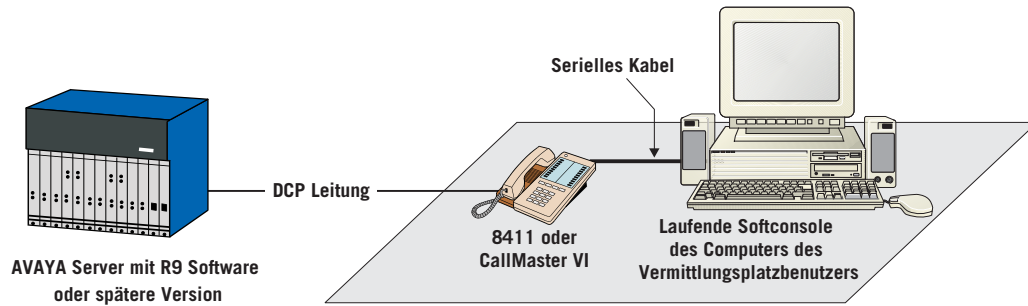 Serielles Kabel
DCP Leitung
8411 oder
CallMaster VI
Laufende Softconsole
des Computers des
Vermittlungsplatzbenutzers
AVAYA Server mit R9 Software
oder spätere Version